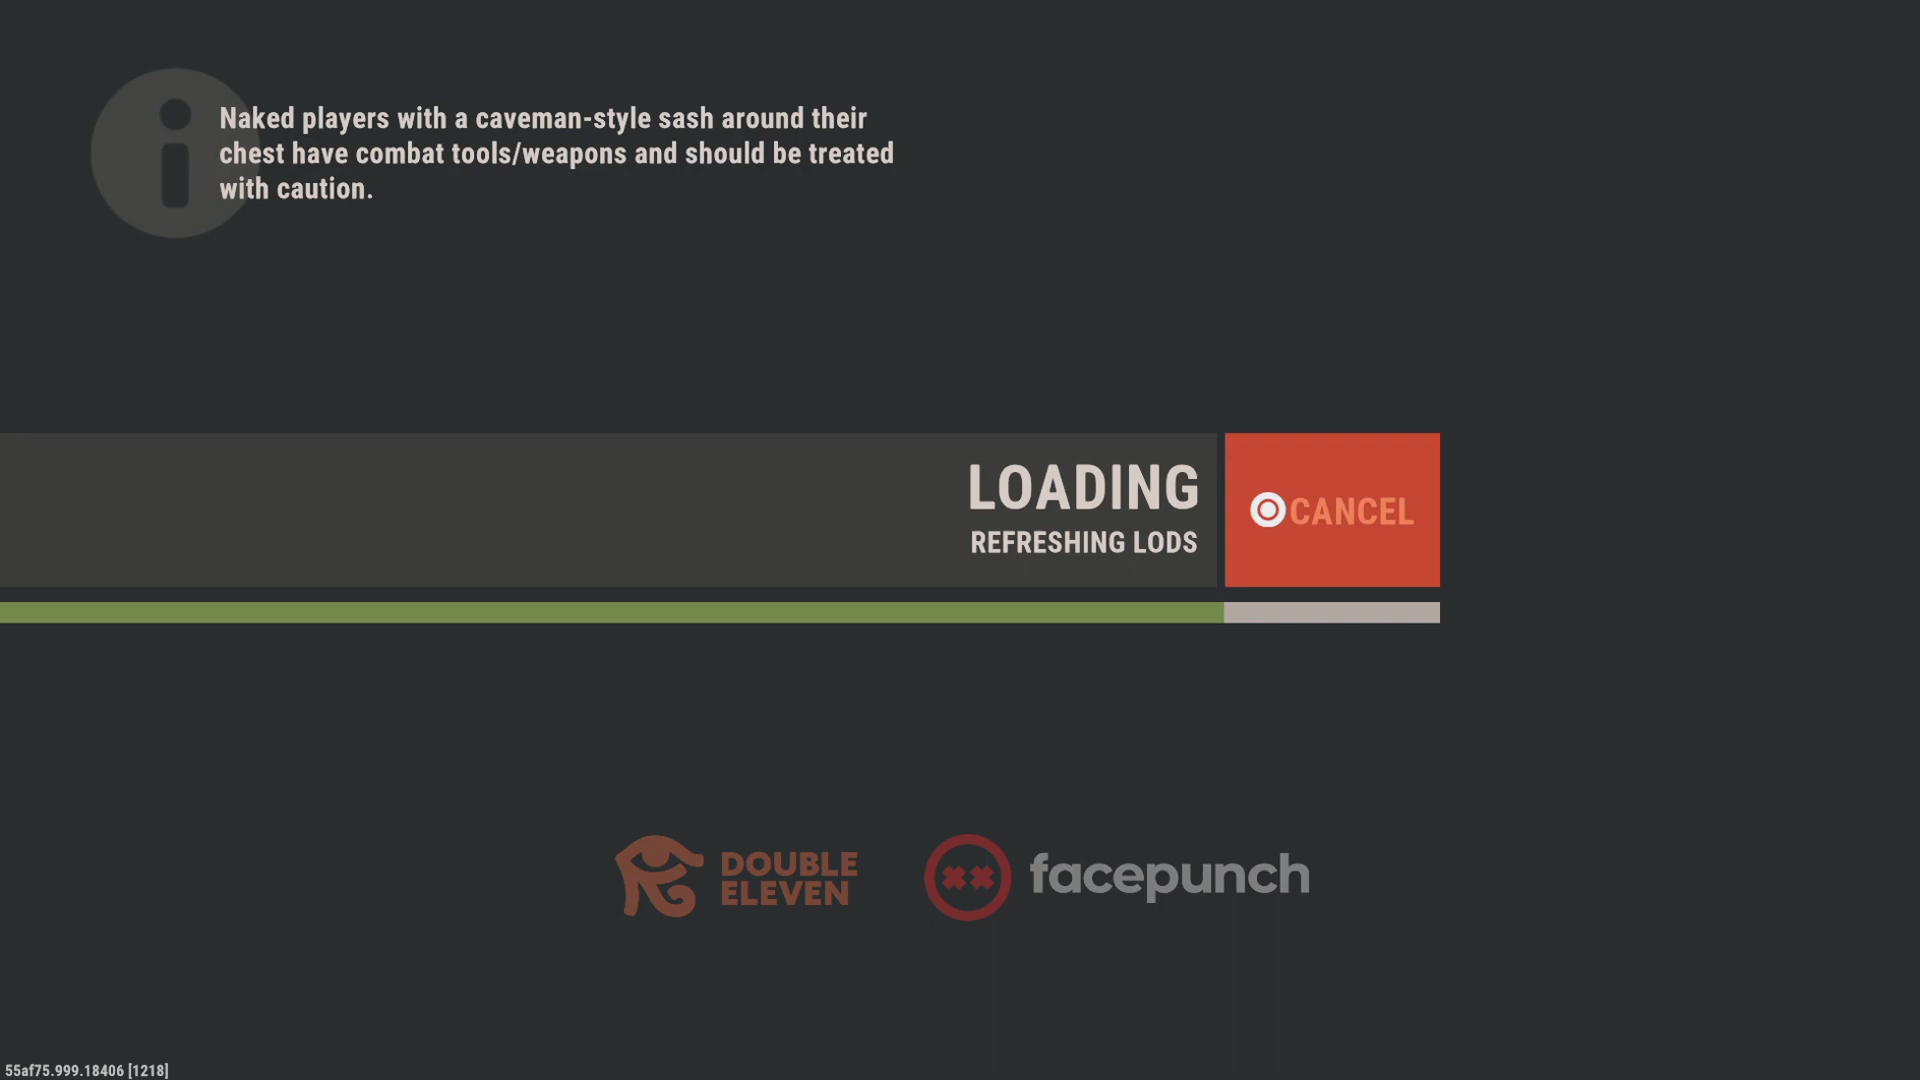 Naked players with a caveman-style sash around their
chest have combat tools/weapons and should be treated
with caution.
LOADING
REFRESHING LODS
CANCEL
DOUBLE
ELEVEN
facepunch
55af75.999.18406 [1218]